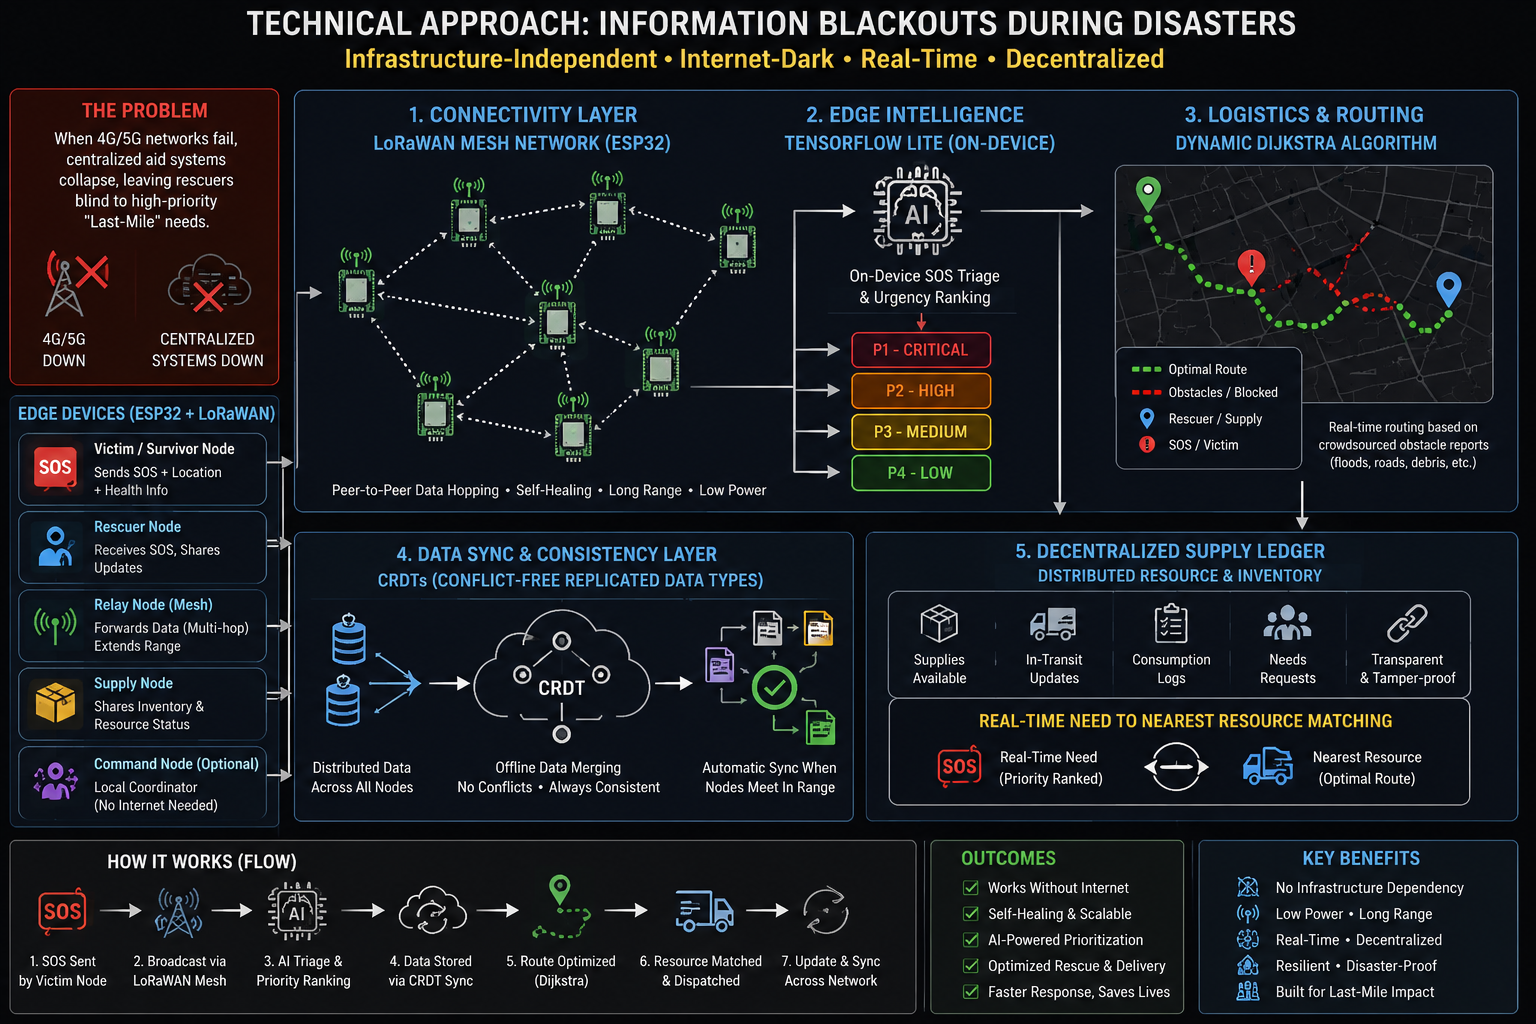 TECHNICAL APPROACH: INFORMATION BLACKOUTS DURING DISASTERS
Infrastructure-Independent • Internet-Dark • Real-Time • Decentralized
THE PROBLEM
When 4G/5G networks fail,
centralized aid systems
collapse, leaving rescuers
blind to high-priority
"Last-Mile" needs.
4G/5G
DOWN
CENTRALIZED
SYSTEMS DOWN
EDGE DEVICES (ESP32 + LoRaWAN)
SOS
Victim / Survivor Node
Sends SOS + Location
+ Health Info
Rescuer Node
Receives SOS, Shares
Updates
Relay Node (Mesh)
Forwards Data (Multi-hop)
Extends Range
Supply Node
Shares Inventory &
Resource Status
Command Node (Optional)
Local Coordinator
(No Internet Needed)
1. CONNECTIVITY LAYER
LoRaWAN MESH NETWORK (ESP32)
Peer-to-Peer Data Hopping • Self-Healing • Long Range • Low Power
2. EDGE INTELLIGENCE
TENSORFLOW LITE (ON-DEVICE)
AI
On-Device SOS Triage
& Urgency Ranking
P1 - CRITICAL
P2 - HIGH
P3 - MEDIUM
P4 - LOW
3. LOGISTICS & ROUTING
DYNAMIC DIJKSTRA ALGORITHM
Optimal Route
Obstacles / Blocked
Rescuer / Supply
SOS / Victim
Real-time routing based on
crowdsourced obstacle reports
(floods, roads, debris, etc.)
4. DATA SYNC & CONSISTENCY LAYER
CRDTs (CONFLICT-FREE REPLICATED DATA TYPES)
CRDT
Distributed Data
Across All Nodes
Offline Data Merging
No Conflicts • Always Consistent
Automatic Sync When
Nodes Meet In Range
5. DECENTRALIZED SUPPLY LEDGER
DISTRIBUTED RESOURCE & INVENTORY
Supplies
Available
In-Transit
Updates
Consumption
Logs
Needs
Requests
Transparent
& Tamper-proof
REAL-TIME NEED TO NEAREST RESOURCE MATCHING
SOS
Real-Time Need
(Priority Ranked)
Nearest Resource
(Optimal Route)
HOW IT WORKS (FLOW)
SOS
AI
1. SOS Sent
by Victim Node
2. Broadcast via
LoRaWAN Mesh
3. AI Triage &
Priority Ranking
4. Data Stored
via CRDT Sync
5. Route Optimized
(Dijkstra)
6. Resource Matched
& Dispatched
7. Update & Sync
Across Network
OUTCOMES
Works Without Internet
Self-Healing & Scalable
AI-Powered Prioritization
Optimized Rescue & Delivery
Faster Response, Saves Lives
KEY BENEFITS
No Infrastructure Dependency
Low Power • Long Range
Real-Time • Decentralized
Resilient • Disaster-Proof
Built for Last-Mile Impact